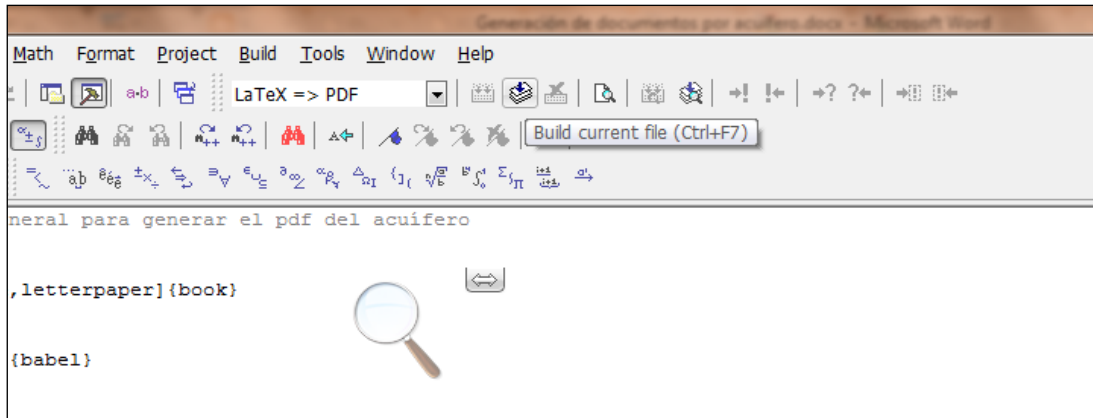 Generación de documentos por acuífero.docx - Microsoft Word
Math Format Project Build Tools Window Help
a-b LaTeX => PDF
Build current file (Ctrl+F7)
neral para generar el pdf del acuífero
,letterpaper]{book}
{babel}